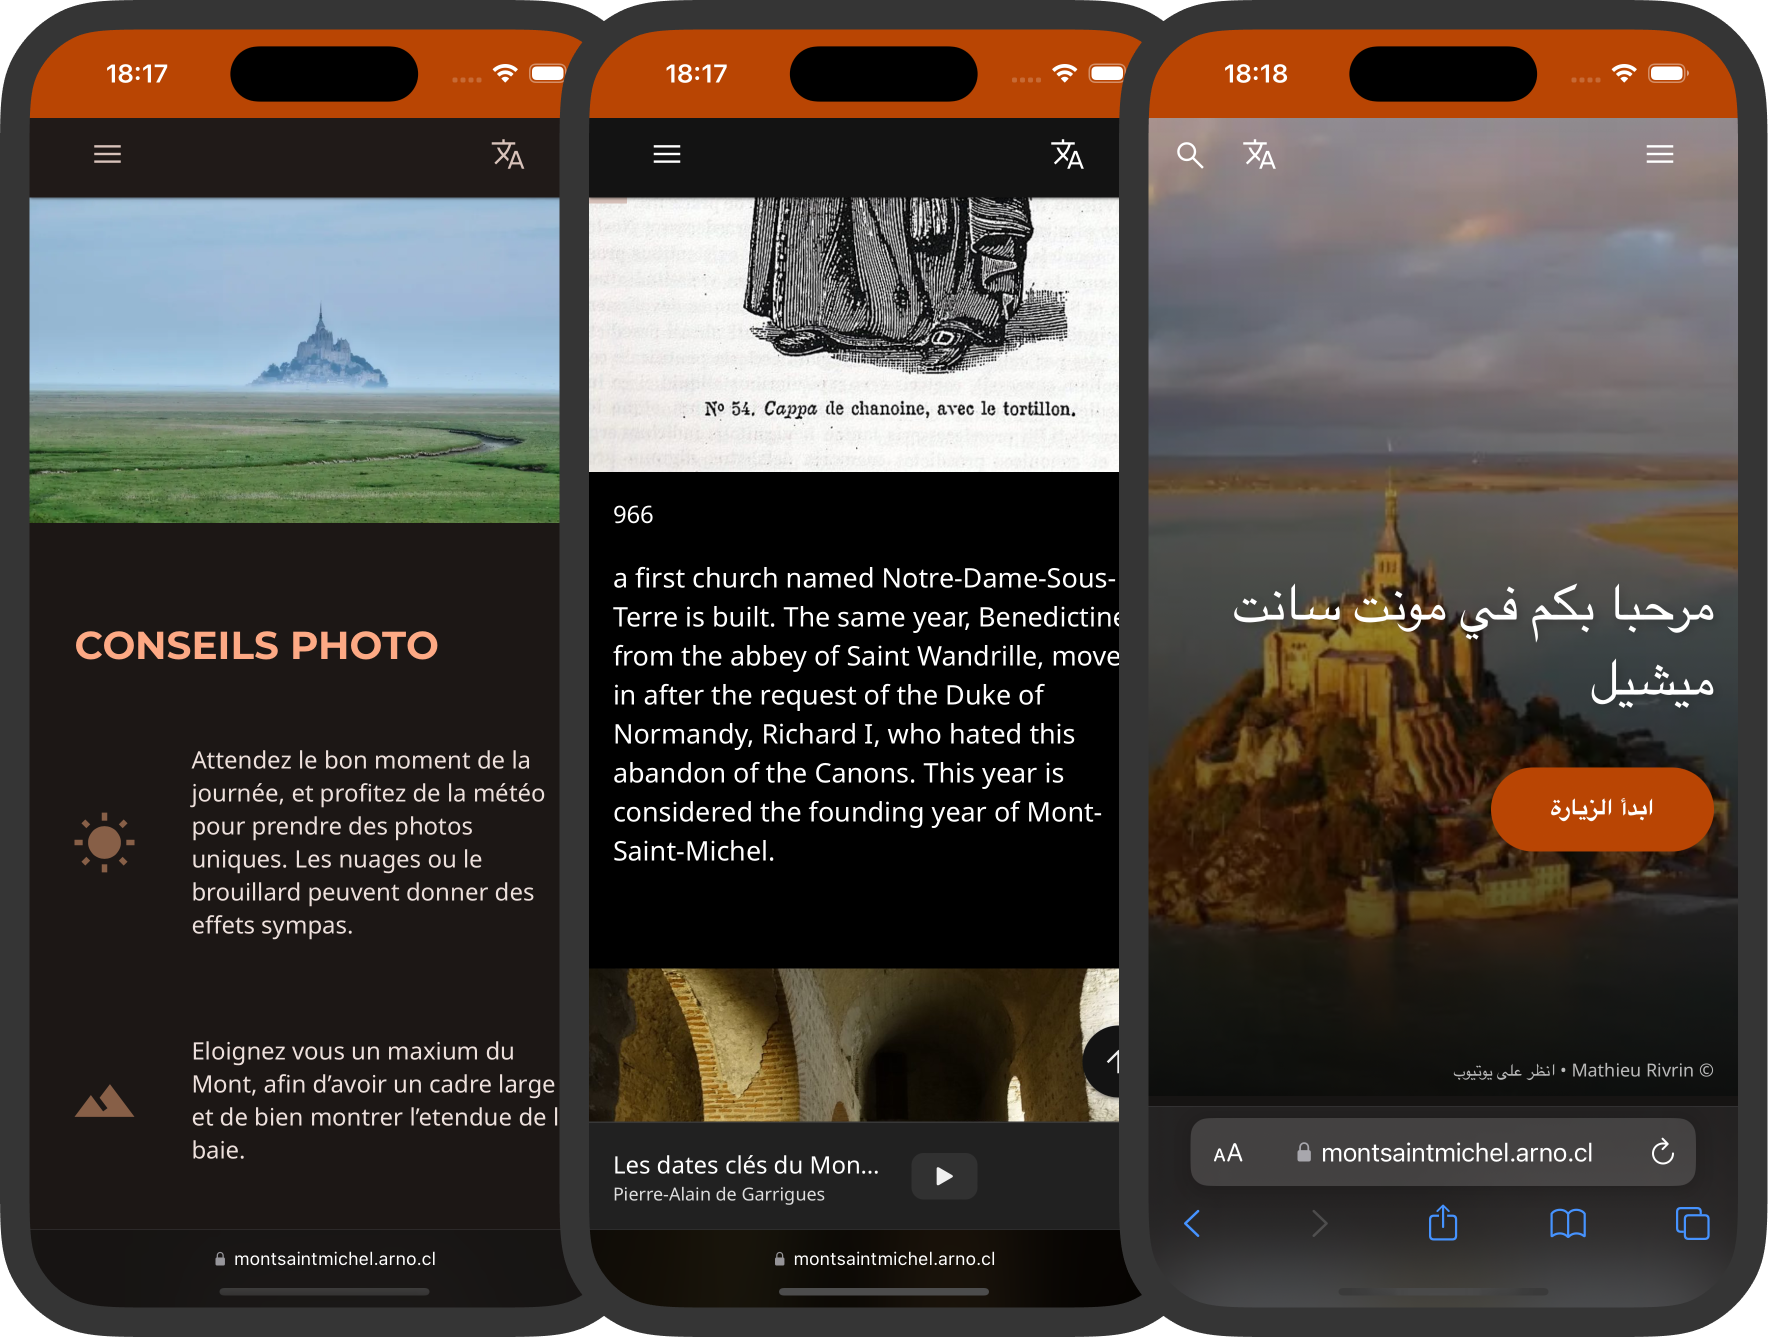 18:17
CONSEILS PHOTO
Attendez le bon moment de la
journée, et profitez de la météo
pour prendre des photos
uniques. Les nuages ou le
brouillard peuvent donner des
effets sympas.
Eloignez vous un maxium du
Mont, afin d’avoir un cadre large
et de bien montrer l’etendue de l
baie.
montsaintmichel.arno.cl
18:17
Nº 54. Cappa de chanoine, avec le tortillon.
966
a first church named Notre-Dame-Sous-
Terre is built. The same year, Benedictine
from the abbey of Saint Wandrille, move
in after the request of the Duke of
Normandy, Richard I, who hated this
abandon of the Canons. This year is
considered the founding year of Mont-
Saint-Michel.
Les dates clés du Mon...
Pierre-Alain de Garrigues
montsaintmichel.arno.cl
18:18
مرحبا بكم في مونت سانت
ميشيل
ابدأ الزيارة
© Mathieu Rivrin • انظر على يوتيوب
AA montsaintmichel.arno.cl